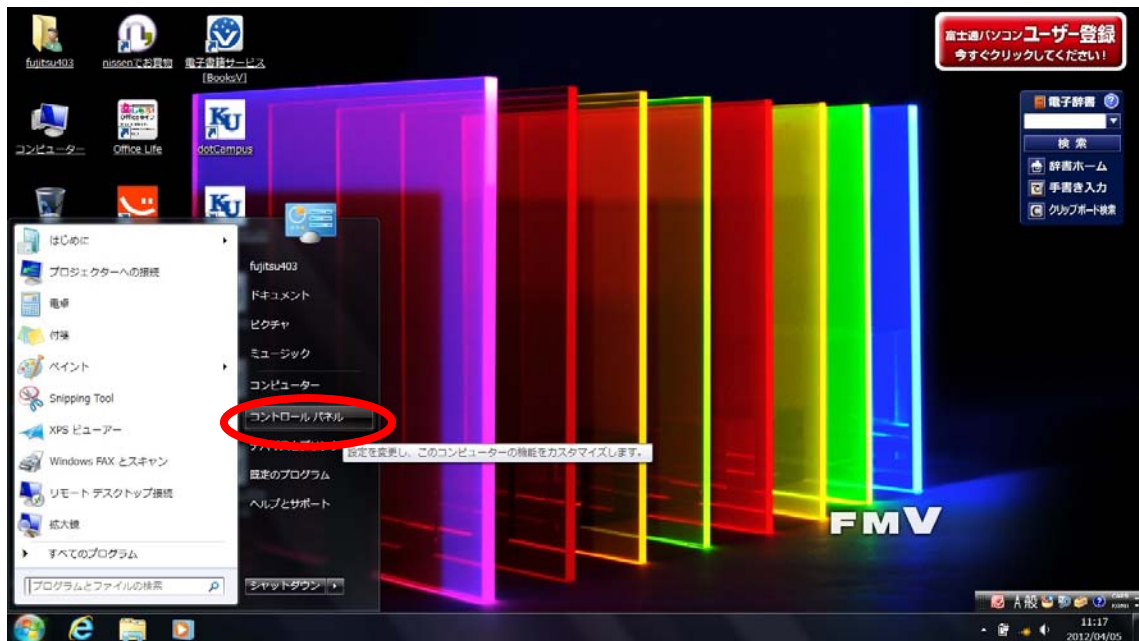 fujitsu403
nissenでお買物
電子書籍サービス
[BooksV]
コンピューター
Office Life
dotCampus
KU
KU
富士通パソコンユーザー登録
今すぐクリックしてください!
電子辞書
検索
辞書ホーム
手書き入力
クリップボード検索
はじめに
プロジェクターへの接続
電卓
付箋
ペイント
Snipping Tool
XPS ビューアー
Windows FAX とスキャン
リモート デスクトップ接続
拡大鏡
すべてのプログラム
プログラムとファイルの検索
fujitsu403
ドキュメント
ピクチャ
ミュージック
コンピューター
コントロール パネル
設定を変更し、このコンピューターの機能をカスタマイズします。
既定のプログラム
ヘルプとサポート
シャットダウン
FMV
A 般
CAPS
KANA
11:17
2012/04/05